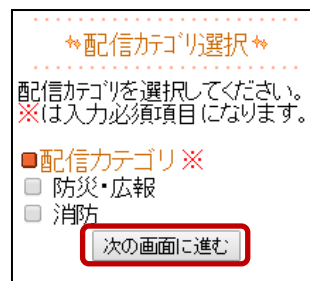 配信カテゴリ選択
配信カテゴリを選択してください。
※は入力必須項目になります。
■配信カテゴリ※
防災・広報
消防
次の画面に進む